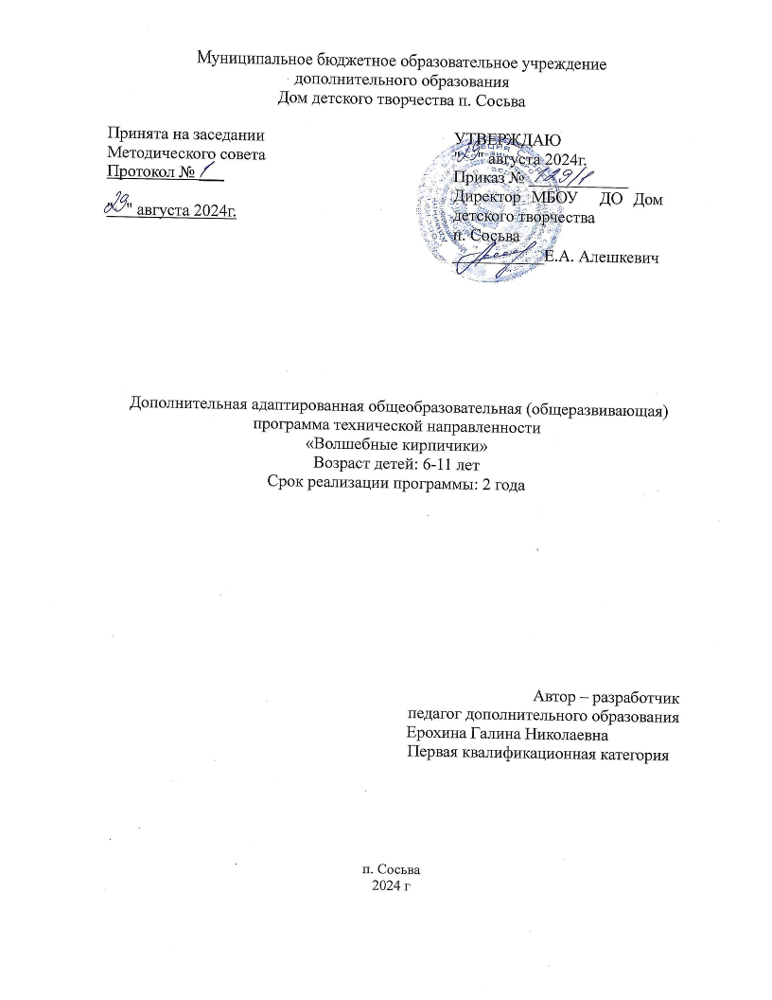 Муниципальное бюджетное образовательное учреждение
дополнительного образования
Дом детского творчества п. Сосьва
Принята на заседании
Методического совета
Протокол № 1
"29" августа 2024г.
УТВЕРЖДАЮ
"29" августа 2024г.
Приказ № 129/1
Директор МБОУ ДО Дом
детского творчества
п. Сосьва
Е.А. Алешкевич
Дополнительная адаптированная общеобразовательная (общеразвивающая)
программа технической направленности
«Волшебные кирпичики»
Возраст детей: 6-11 лет
Срок реализации программы: 2 года
Автор – разработчик
педагог дополнительного образования
Ерохина Галина Николаевна
Первая квалификационная категория
п. Сосьва
2024 г